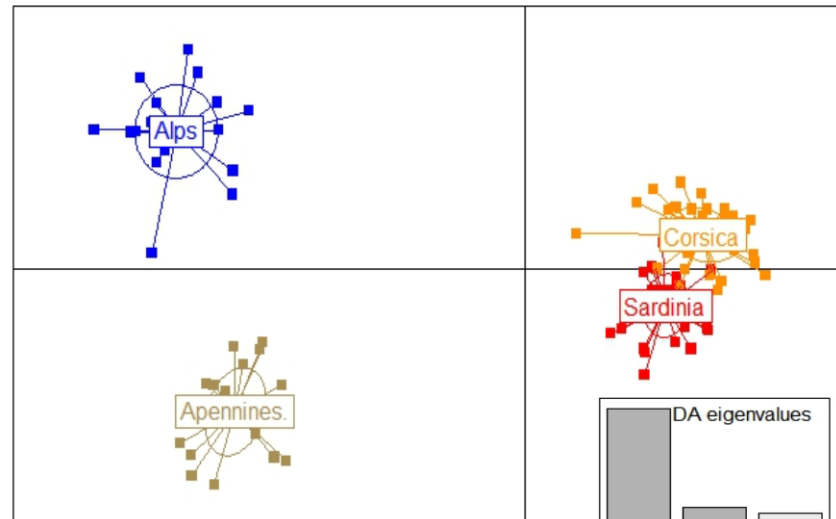 Alps
Corsica
Sardinia
Apennines.
DA eigenvalues